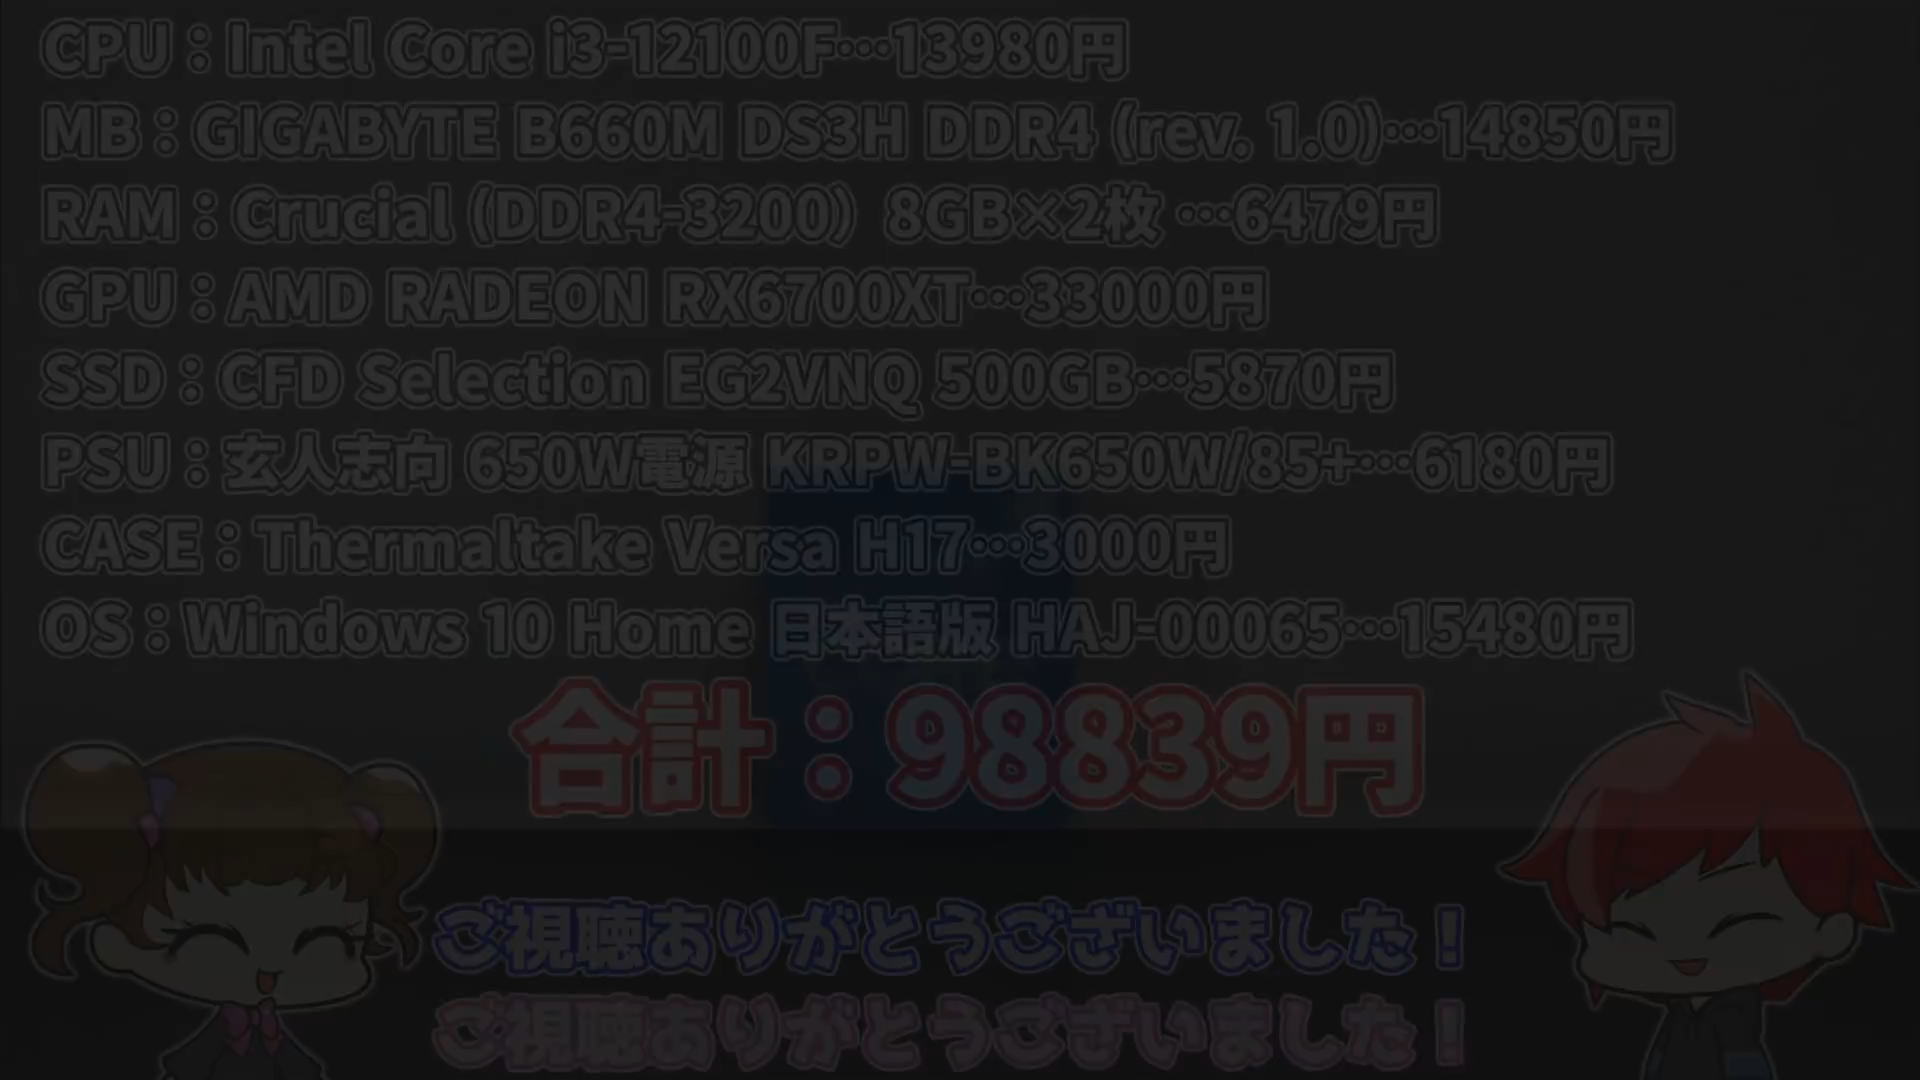 CPU：Intel Core i3-12100F…13980円
MB：GIGABYTE B660M DS3H DDR4 (rev. 1.0)…14850円
RAM：Crucial (DDR4-3200）8GB×2枚 …6479円
GPU：AMD RADEON RX6700XT…33000円
SSD：CFD Selection EG2VNQ 500GB…5870円
PSU：玄人志向 650W電源 KRPW-BK650W/85+…6180円
CASE：Thermaltake Versa H17…3000円
OS：Windows 10 Home 日本語版 HAJ-00065…15480円
合計：98839円
ご視聴ありがとうございました！
ご視聴ありがとうございました！